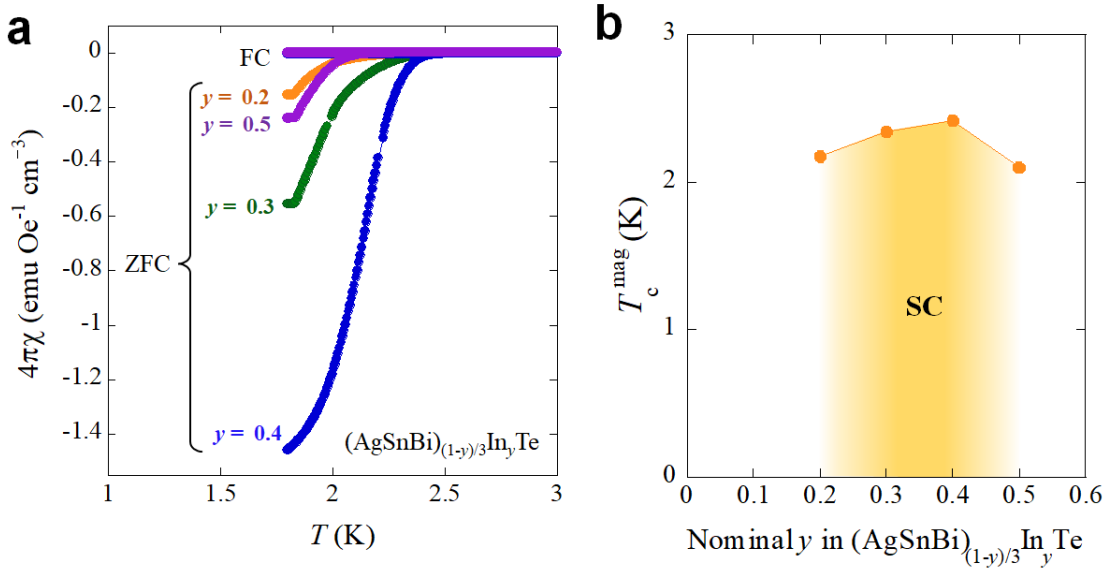 a
0
-0.2
-0.4
-0.6
-0.8
-1
-1.2
-1.4
4πχ (emu Oe⁻¹ cm⁻³)
FC
y = 0.2
y = 0.5
y = 0.3
ZFC
y = 0.4
(AgSnBi)(1-y)/3InyTe
1 1.5 2 2.5 3
T (K)
b
3
2
1
0
Tcmag (K)
SC
0 0.1 0.2 0.3 0.4 0.5 0.6
Nominal y in (AgSnBi)(1-y)/3InyTe